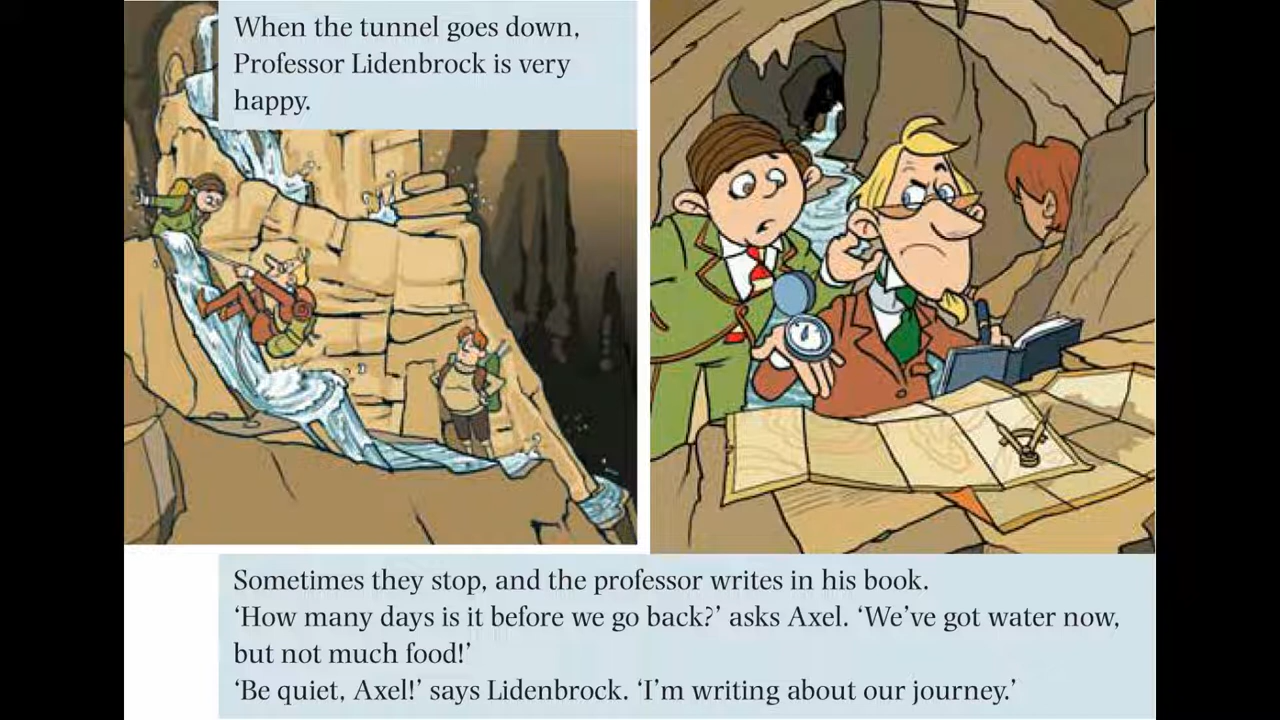 When the tunnel goes down,
Professor Lidenbrock is very
happy.
Sometimes they stop, and the professor writes in his book.
‘How many days is it before we go back?’ asks Axel. ‘We’ve got water now,
but not much food!’
‘Be quiet, Axel!’ says Lidenbrock. ‘I’m writing about our journey.’